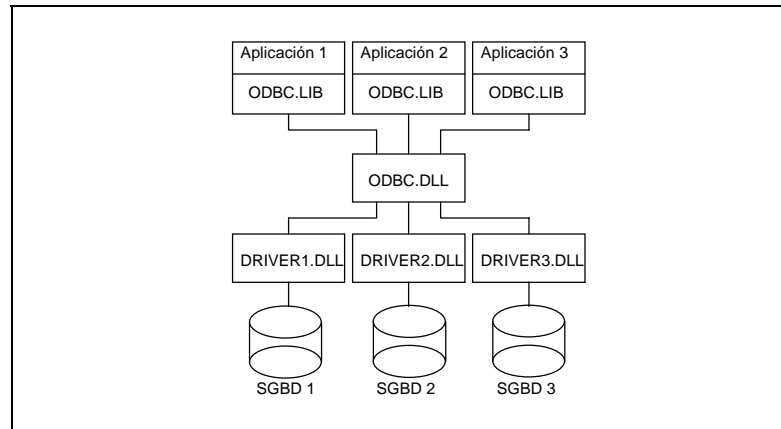 Aplicación 1 Aplicación 2 Aplicación 3
ODBC.LIB ODBC.LIB ODBC.LIB
ODBC.DLL
DRIVER1.DLL DRIVER2.DLL DRIVER3.DLL
SGBD 1 SGBD 2 SGBD 3